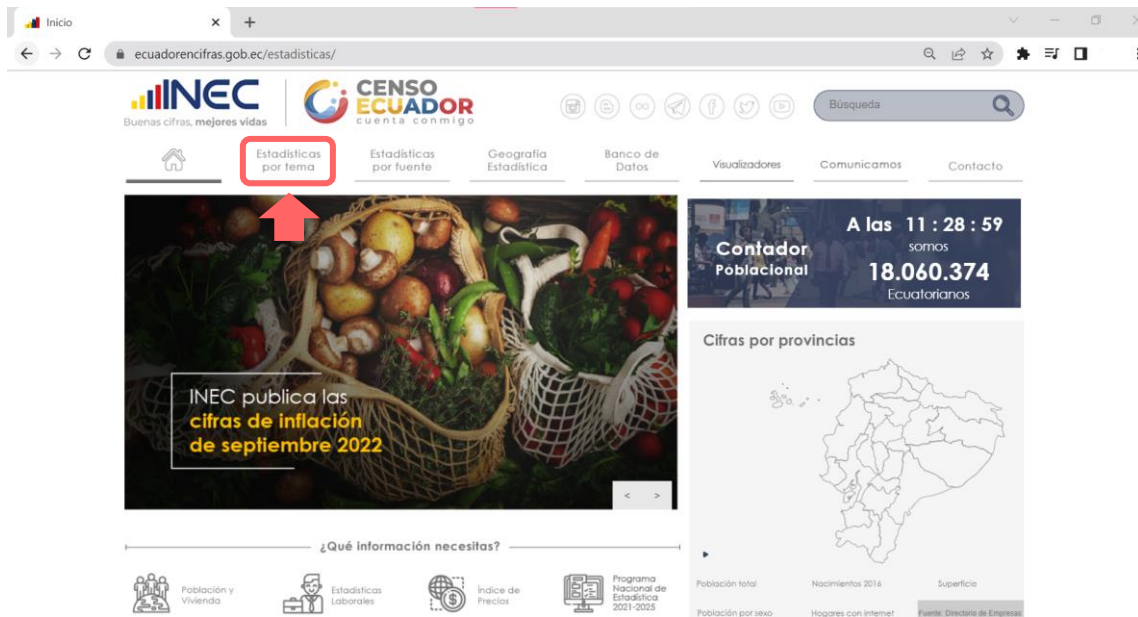 Inicio
ecuadorencifras.gob.ec/estadisticas/
INEC
Buenas cifras, mejores vidas
CENSO
ECUADOR
cuenta conmigo
Búsqueda
Estadísticas
por tema
Estadísticas
por fuente
Geografía
Estadística
Banco de
Datos
Visualizadores
Comunicamos
Contacto
INEC publica las
cifras de inflación
de septiembre 2022
< >
Contador
Poblacional
A las 11 : 28 : 59
somos
18.060.374
Ecuatorianos
Cifras por provincias
¿Qué información necesitas?
Población y
Vivienda
Estadísticas
Laborales
Índice de
Precios
Programa
Nacional de
Estadística
2021-2025
Población total
Nacimientos 2016
Superficie
Población por sexo
Hogares con internet
Fuente: Directorio de Empresas